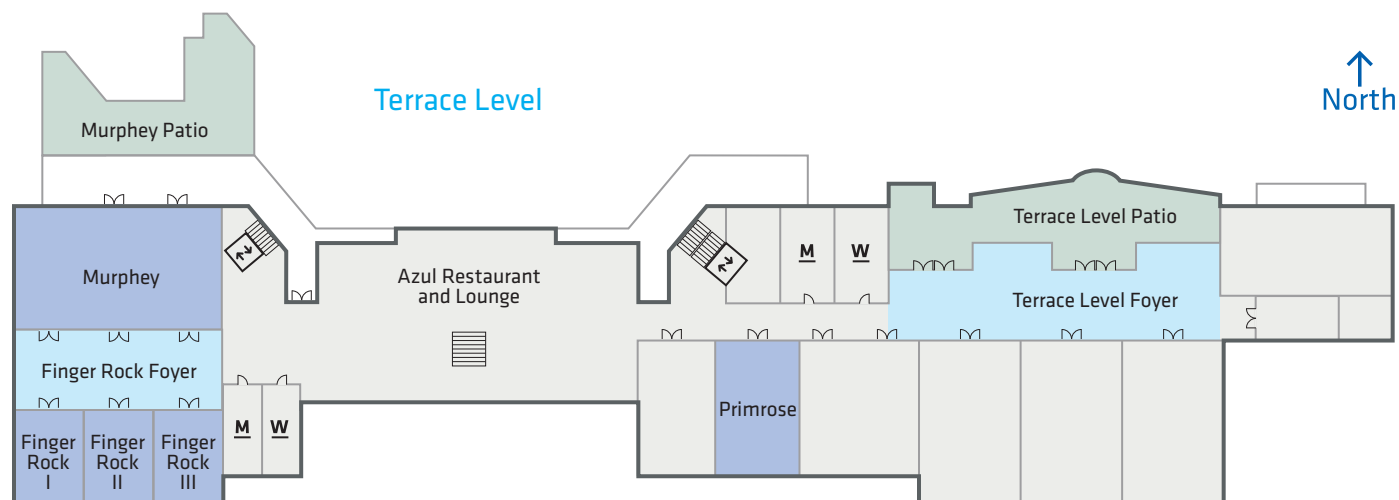 Terrace Level
North
Murphey Patio
Terrace Level Patio
Murphey
Azul Restaurant
and Lounge
M
W
Terrace Level Foyer
Finger Rock Foyer
Primrose
M
W
Finger
Rock
I
Finger
Rock
II
Finger
Rock
III